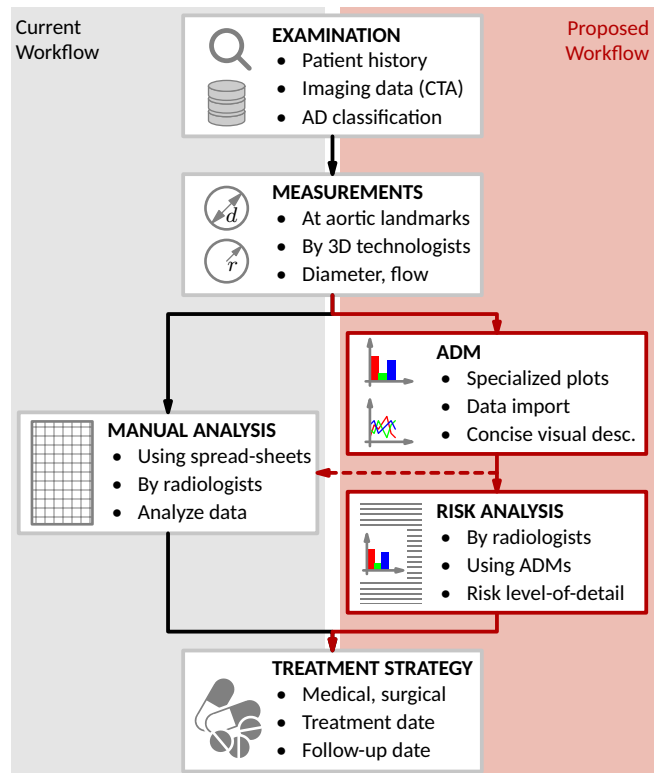 Current
Workflow
Proposed
Workflow
EXAMINATION
• Patient history
• Imaging data (CTA)
• AD classification
MEASUREMENTS
d
• At aortic landmarks
• By 3D technologists
r
• Diameter, flow
ADM
• Specialized plots
• Data import
• Concise visual desc.
MANUAL ANALYSIS
• Using spread-sheets
• By radiologists
• Analyze data
RISK ANALYSIS
• By radiologists
• Using ADMs
• Risk level-of-detail
TREATMENT STRATEGY
• Medical, surgical
• Treatment date
• Follow-up date